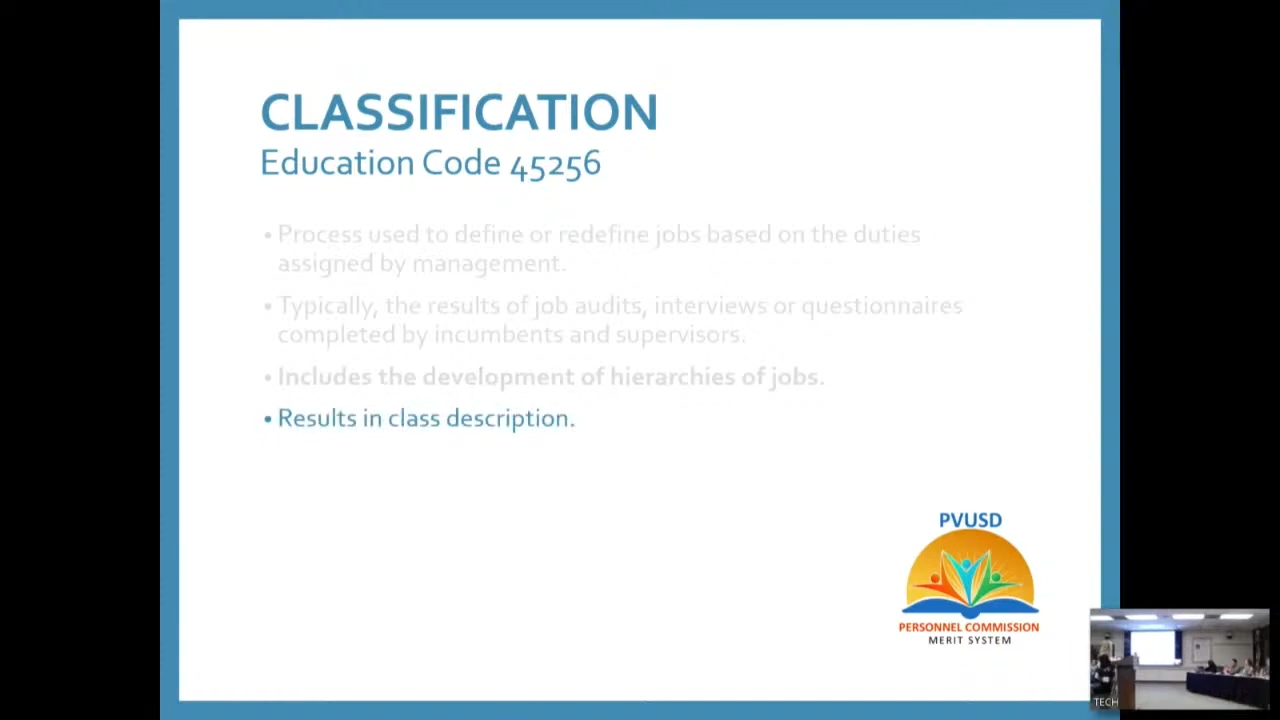 CLASSIFICATION
Education Code 45256
• Process used to define or redefine jobs based on the duties
assigned by management.
• Typically, the results of job audits, interviews or questionnaires
completed by incumbents and supervisors.
• Includes the development of hierarchies of jobs.
• Results in class description.
PVUSD
PERSONNEL COMMISSION
MERIT SYSTEM
TECH